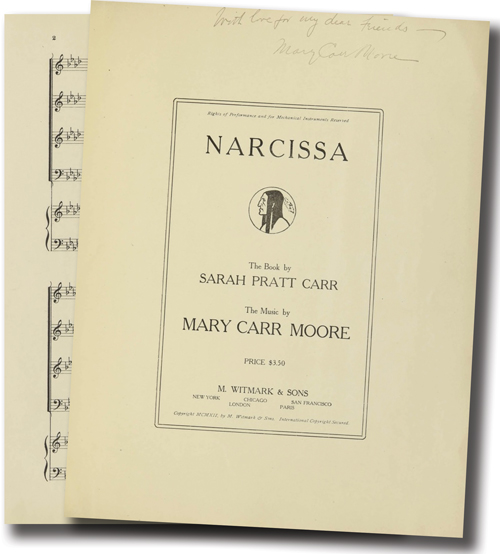 With love for my dear friends —
Mary Carr Moore
2
Rights of Performance and for Mechanical Instruments Reserved
NARCISSA
The Book by
SARAH PRATT CARR
The Music by
MARY CARR MOORE
PRICE $3.50
M. WITMARK & SONS
NEW YORK CHICAGO SAN FRANCISCO
LONDON PARIS
Copyright MCMXII by M. Witmark & Sons International Copyright Secured